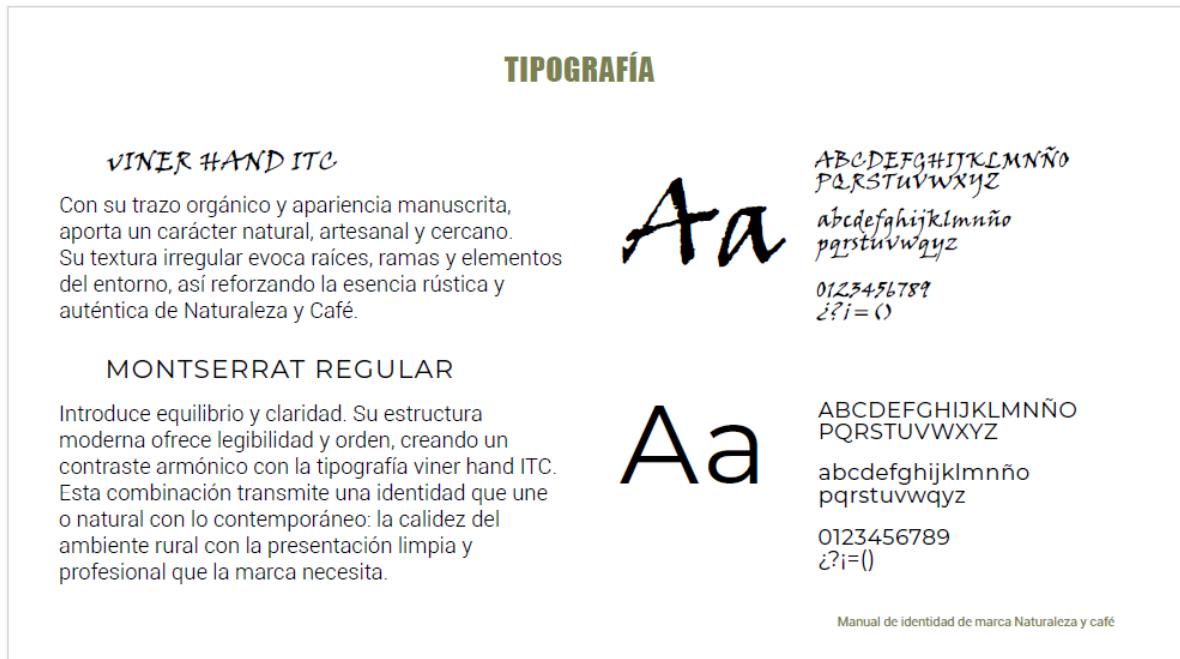 TIPOGRAFÍA
VINER HAND ITC
Con su trazo orgánico y apariencia manuscrita,
aporta un carácter natural, artesanal y cercano.
Su textura irregular evoca raíces, ramas y elementos
del entorno, así reforzando la esencia rústica y
auténtica de Naturaleza y Café.
Aa
ABCDEFGHIJKLMNÑO
PQRSTUVWXYZ
abcdefghijklmnño
pqrstuvwqyz
0123456789
¿?¡=()
MONTSERRAT REGULAR
Introduce equilibrio y claridad. Su estructura
moderna ofrece legibilidad y orden, creando un
contraste armónico con la tipografía viner hand ITC.
Esta combinación transmite una identidad que une
o natural con lo contemporáneo: la calidez del
ambiente rural con la presentación limpia y
profesional que la marca necesita.
Aa
ABCDEFGHIJKLMNÑO
PQRSTUVWXYZ
abcdefghijklmnño
pqrstuvwqyz
0123456789
¿?¡=()
Manual de identidad de marca Naturaleza y café